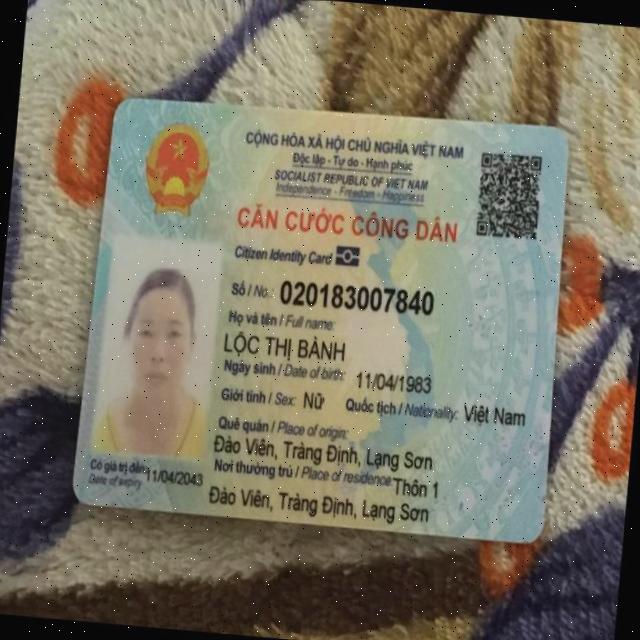 CỘNG HÒA XÃ HỘI CHỦ NGHĨA VIỆT NAM
Độc lập - Tự do - Hạnh phúc
SOCIALIST REPUBLIC OF VIET NAM
Independence - Freedom - Happiness
CĂN CƯỚC CÔNG DÂN
Citizen Identity Card
Số / No.: 020183007840
Họ và tên / Full name:
LỘC THỊ BÀNH
Ngày sinh / Date of birth: 11/04/1983
Giới tính / Sex: Nữ Quốc tịch / Nationality: Việt Nam
Quê quán / Place of origin:
Đào Viên, Tràng Định, Lạng Sơn
Nơi thường trú / Place of residence: Thôn 1
Đào Viên, Tràng Định, Lạng Sơn
Có giá trị đến: 11/04/2043
Date of expiry